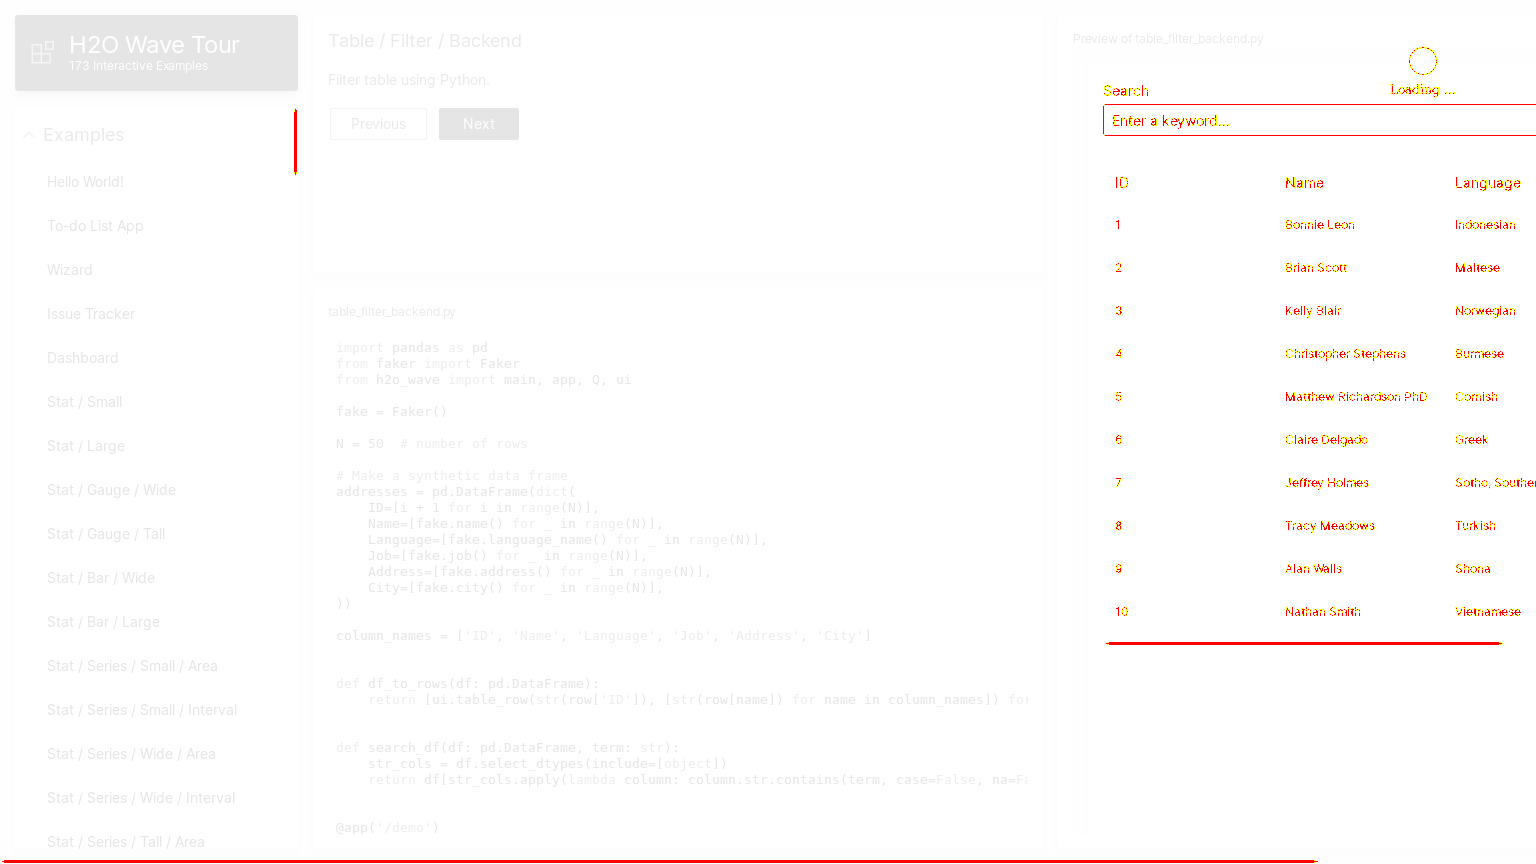 H2O Wave Tour
173 Interactive Examples
Examples
Hello World!
To-do List App
Wizard
Issue Tracker
Dashboard
Stat / Small
Stat / Large
Stat / Gauge / Wide
Stat / Gauge / Tall
Stat / Bar / Wide
Stat / Bar / Large
Stat / Series / Small / Area
Stat / Series / Small / Interval
Stat / Series / Wide / Area
Stat / Series / Wide / Interval
Stat / Series / Tall / Area
Table / Filter / Backend
Filter table using Python.
Previous Next
table_filter_backend.py
import pandas as pd
from faker import Faker
from h2o_wave import main, app, Q, ui
fake = Faker()
N = 50  # number of rows
# Make a synthetic data frame
addresses = pd.DataFrame(dict(
    ID=[i + 1 for i in range(N)],
    Name=[fake.name() for _ in range(N)],
    Language=[fake.language_name() for _ in range(N)],
    Job=[fake.job() for _ in range(N)],
    Address=[fake.address() for _ in range(N)],
    City=[fake.city() for _ in range(N)],
))
column_names = ['ID', 'Name', 'Language', 'Job', 'Address', 'City']
def df_to_rows(df: pd.DataFrame):
    return [ui.table_row(str(row['ID']), [str(row[name]) for name in column_names]) for
def search_df(df: pd.DataFrame, term: str):
    str_cols = df.select_dtypes(include=[object])
    return df[str_cols.apply(lambda column: column.str.contains(term, case=False, na=Fa
@app('/demo')
Preview of table_filter_backend.py
Loading ...
Search
Enter a keyword...
ID Name Language
1 Bonnie Leon Indonesian
2 Brian Scott Maltese
3 Kelly Blair Norwegian
4 Christopher Stephens Burmese
5 Matthew Richardson PhD Cornish
6 Claire Delgado Greek
7 Jeffrey Holmes Sotho, Souther
8 Tracy Meadows Turkish
9 Alan Walls Shona
10 Nathan Smith Vietnamese